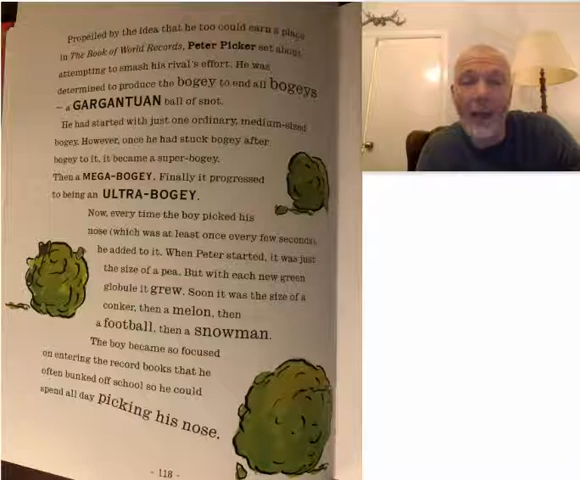 Propelled by the idea that he too could earn a place
in The Book of World Records, Peter Picker set about
attempting to smash his rival's effort. He was
determined to produce the bogey to end all bogeys
– a GARGANTUAN ball of snot.
He had started with just one ordinary, medium-sized
bogey. However, once he had stuck bogey after
bogey to it, it became a super-bogey.
Then a MEGA-BOGEY. Finally it progressed
to being an ULTRA-BOGEY.
Now, every time the boy picked his
nose (which was at least once every few seconds),
he added to it. When Peter started, it was just
the size of a pea. But with each new green
globule it grew. Soon it was the size of a
conker, then a melon, then
a football, then a snowman.
The boy became so focused
on entering the record books that he
often bunked off school so he could
spend all day picking his nose.
- 118 -